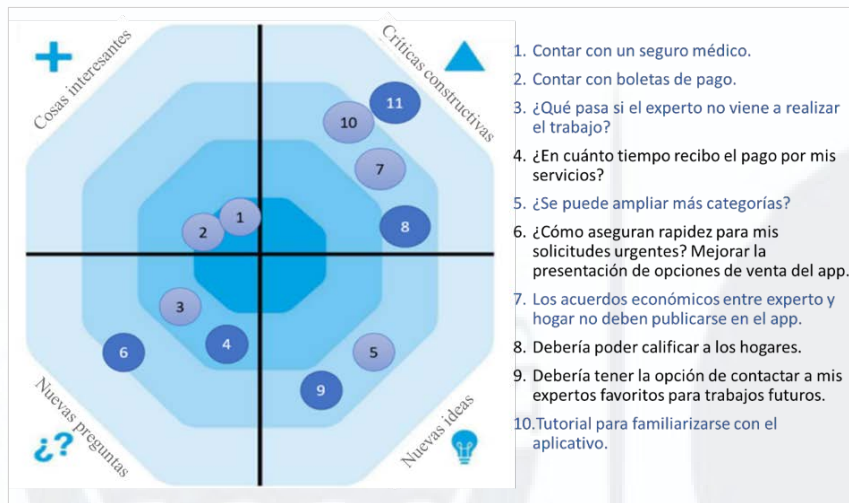 Cosas interesantes
Críticas constructivas
11
10
7
1
2
8
3
4
6
5
9
Nuevas preguntas
¿?
Nuevas ideas
1. Contar con un seguro médico.
2. Contar con boletas de pago.
3. ¿Qué pasa si el experto no viene a realizar
el trabajo?
4. ¿En cuánto tiempo recibo el pago por mis
servicios?
5. ¿Se puede ampliar más categorías?
6. ¿Cómo aseguran rapidez para mis
solicitudes urgentes? Mejorar la
presentación de opciones de venta del app.
7. Los acuerdos económicos entre experto y
hogar no deben publicarse en el app.
8. Debería poder calificar a los hogares.
9. Debería tener la opción de contactar a mis
expertos favoritos para trabajos futuros.
10.Tutorial para familiarizarse con el
aplicativo.